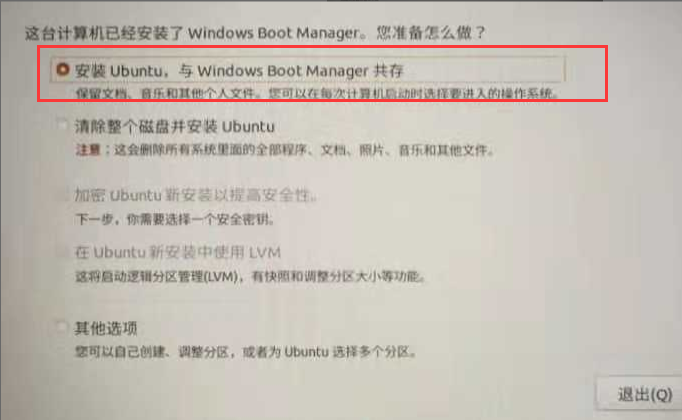 这台计算机已经安装了 Windows Boot Manager。您准备怎么做？
安装 Ubuntu，与 Windows Boot Manager 共存
保留文档、音乐和其他个人文件。您可以在每次计算机启动时选择要进入的操作系统。
清除整个磁盘并安装 Ubuntu
注意：这会删除所有系统里面的全部程序、文档、照片、音乐和其他文件。
加密 Ubuntu 新安装以提高安全性。
下一步，你需要选择一个安全密钥。
在 Ubuntu 新安装中使用 LVM
这将启动逻辑分区管理(LVM)，有快照和调整分区大小等功能。
其他选项
您可以自己创建、调整分区，或者为 Ubuntu 选择多个分区。
退出(Q)